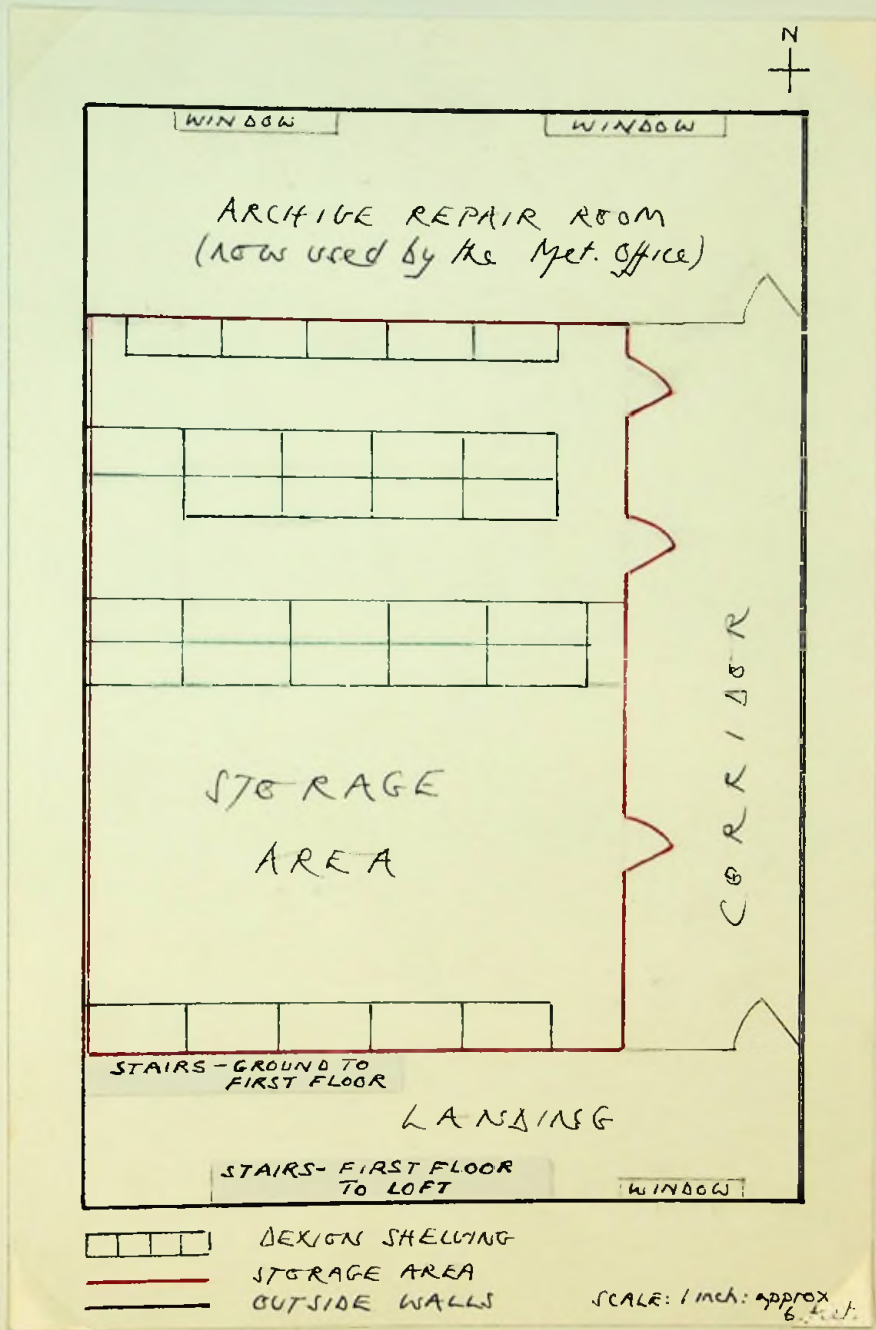 N
WINDOW
WINDOW
ARCHIVE REPAIR ROOM
(now used by the Met. Office)
STORAGE
AREA
CORRIDOR
STAIRS - GROUND TO
FIRST FLOOR
LANDING
STAIRS - FIRST FLOOR
TO LOFT
WINDOW
DEXION SHELVING
STORAGE AREA
OUTSIDE WALLS
SCALE: 1 inch: approx
6 feet.